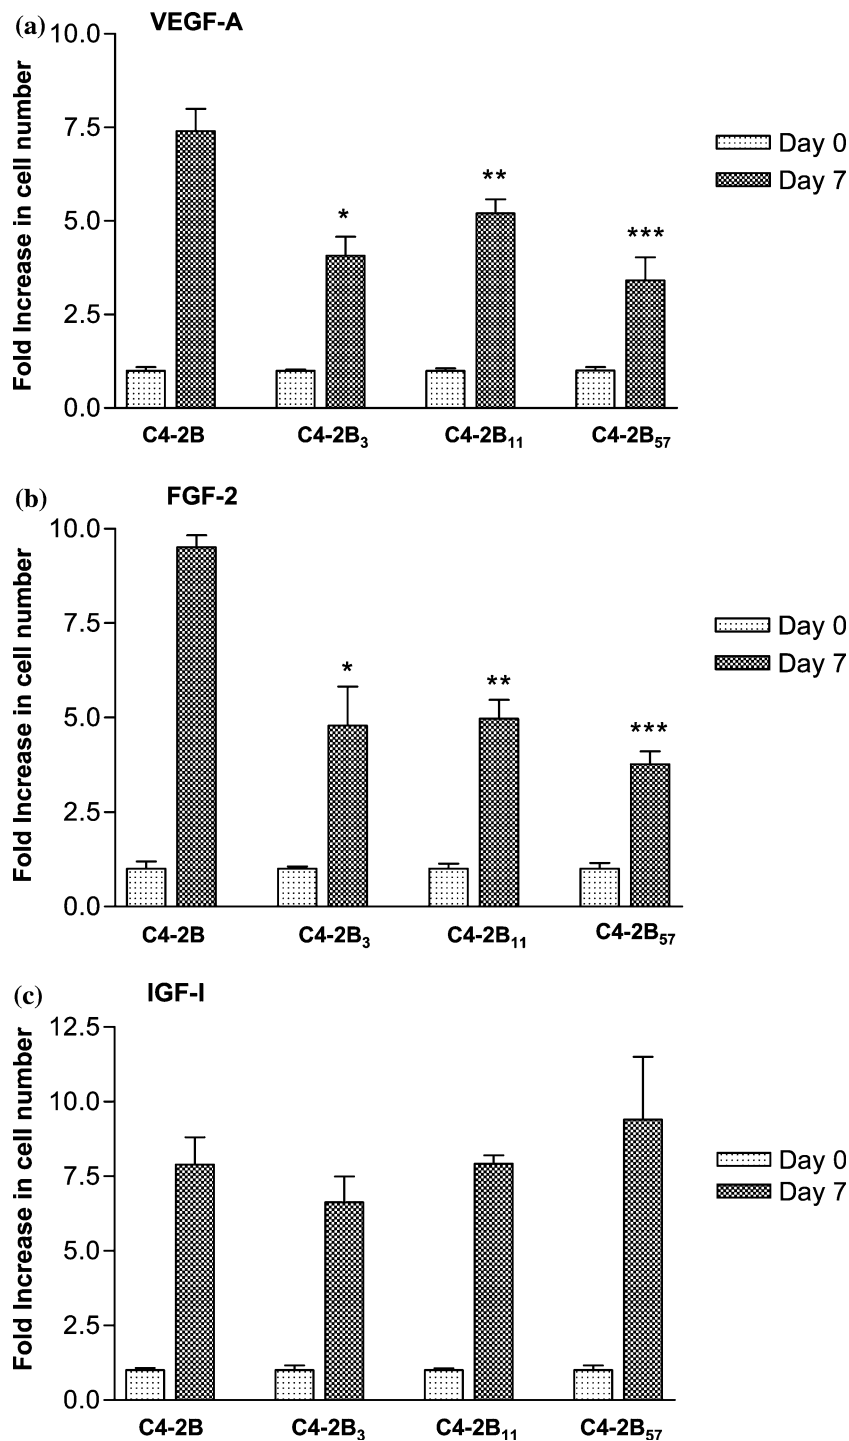 (a) VEGF-A
Fold Increase in cell number
10.0
7.5
5.0
2.5
0.0
*
**
***
Day 0
Day 7
C4-2B C4-2B₃ C4-2B₁₁ C4-2B₅₇
(b) FGF-2
Fold Increase in cell number
10.0
7.5
5.0
2.5
0.0
*
**
***
Day 0
Day 7
C4-2B C4-2B₃ C4-2B₁₁ C4-2B₅₇
(c) IGF-I
Fold Increase in cell number
12.5
10.0
7.5
5.0
2.5
0.0
Day 0
Day 7
C4-2B C4-2B₃ C4-2B₁₁ C4-2B₅₇